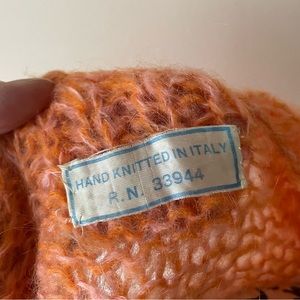 HAND KNITTED IN ITALY
R.N. 33944